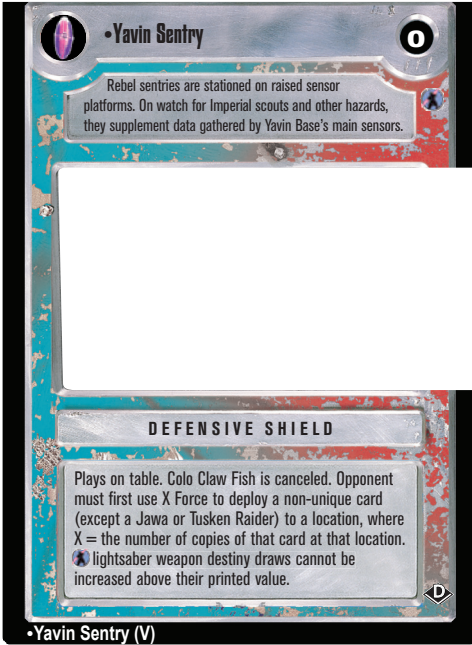 •Yavin Sentry
0
Rebel sentries are stationed on raised sensor
platforms. On watch for Imperial scouts and other hazards,
they supplement data gathered by Yavin Base's main sensors.
DEFENSIVE SHIELD
Plays on table. Colo Claw Fish is canceled. Opponent
must first use X Force to deploy a non-unique card
(except a Jawa or Tusken Raider) to a location, where
X = the number of copies of that card at that location.
lightsaber weapon destiny draws cannot be
increased above their printed value.
D
•Yavin Sentry (V)